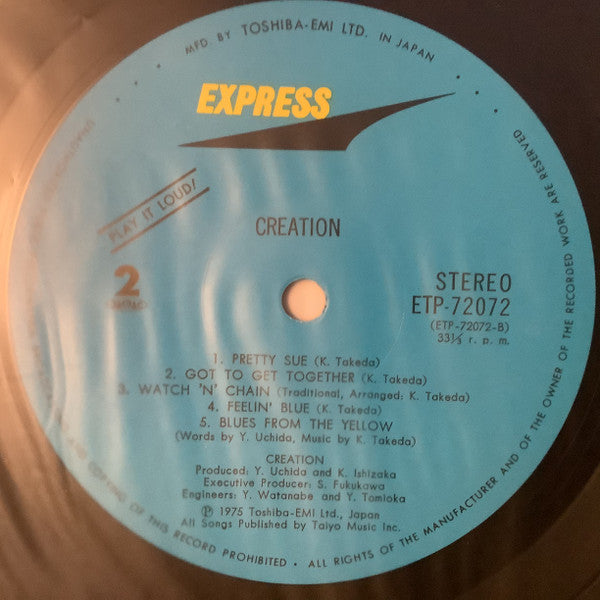 MFD. BY TOSHIBA-EMI LTD. IN JAPAN
EXPRESS
PLAY IT LOUD!
CREATION
2
STEREO
ETP-72072
(ETP-72072-B)
33⅓ r. p. m.
1. PRETTY SUE (K. Takeda)
2. GOT TO GET TOGETHER (K. Takeda)
3. WATCH 'N' CHAIN (Traditional, Arranged: K. Takeda)
4. FEELIN' BLUE (K. Takeda)
5. BLUES FROM THE YELLOW
(Words by Y. Uchida, Music by K. Takeda)
CREATION
Produced: Y. Uchida and K. Ishizaka
Executive Producer: S. Fukukawa
Engineers: Y. Watanabe and Y. Tomioka
Ⓟ 1975 Toshiba-EMI Ltd., Japan
All Songs Published by Taiyo Music Inc.
AND COPYING OF THIS RECORD PROHIBITED • ALL RIGHTS OF THE MANUFACTURER AND OF THE OWNER OF THE RECORDED WORK ARE RESERVED